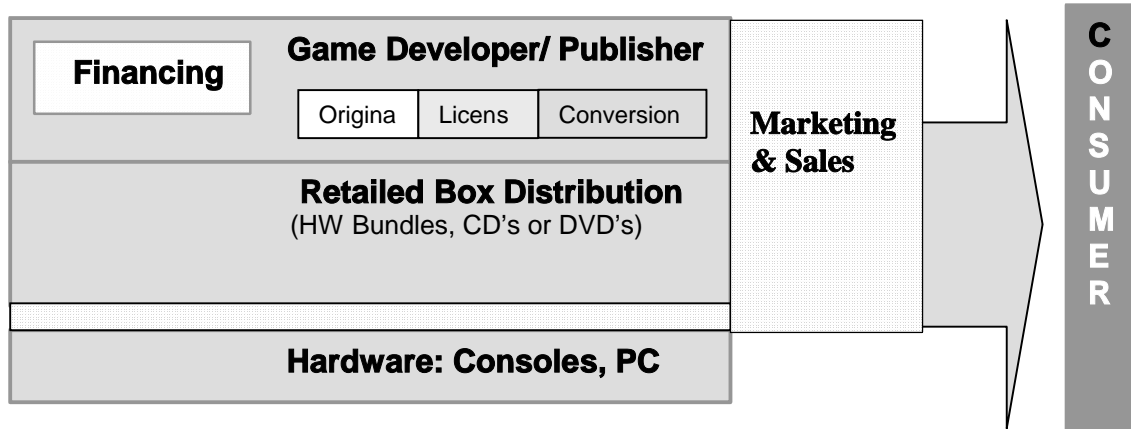 Financing
Game Developer/ Publisher
Origina
Licens
Conversion
Marketing
& Sales
Retailed Box Distribution
(HW Bundles, CD's or DVD's)
Hardware: Consoles, PC
CONSUMER